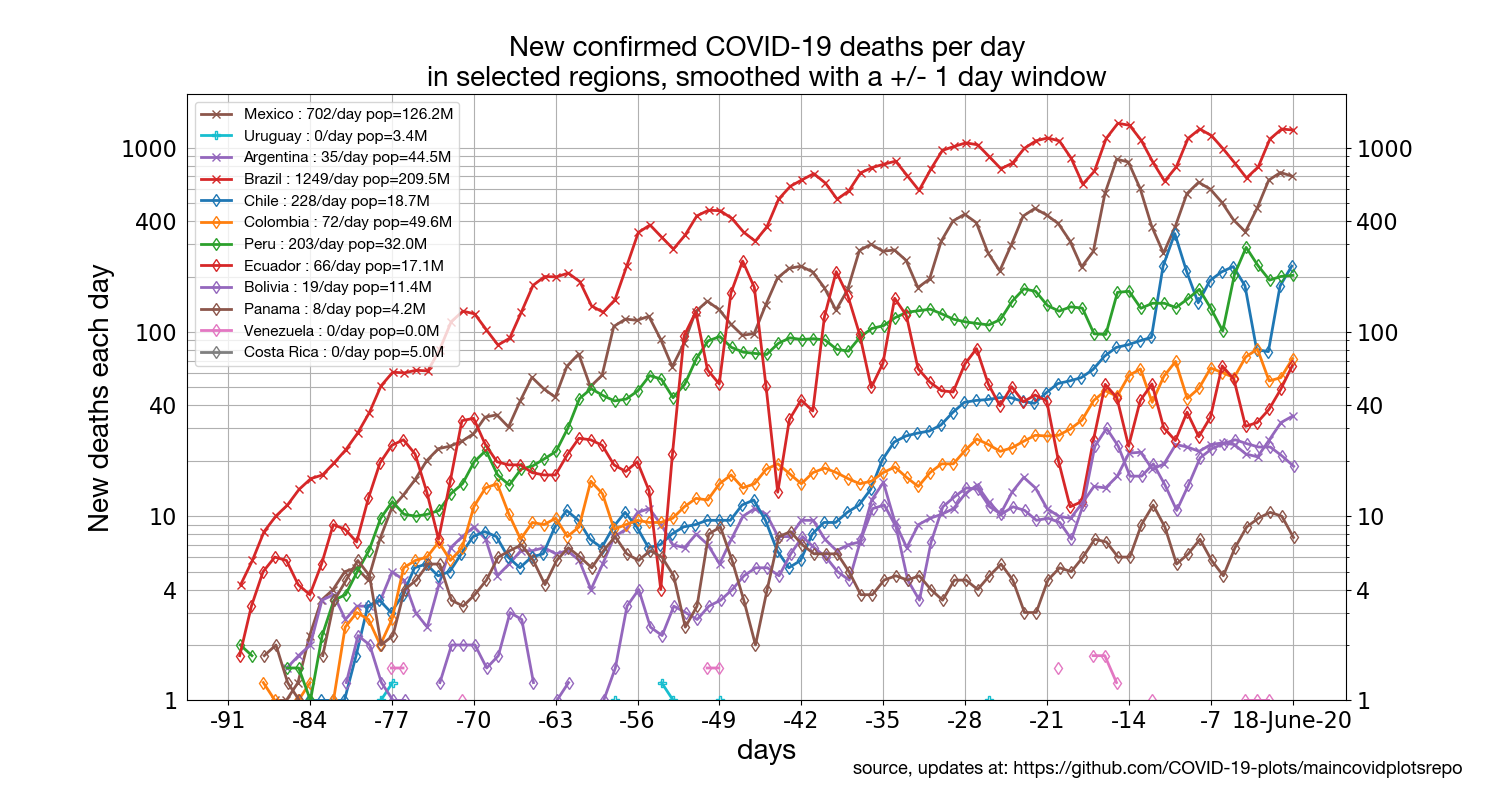 New confirmed COVID-19 deaths per day
in selected regions, smoothed with a +/- 1 day window
Mexico : 702/day pop=126.2M
Uruguay : 0/day pop=3.4M
Argentina : 35/day pop=44.5M
Brazil : 1249/day pop=209.5M
Chile : 228/day pop=18.7M
Colombia : 72/day pop=49.6M
Peru : 203/day pop=32.0M
Ecuador : 66/day pop=17.1M
Bolivia : 19/day pop=11.4M
Panama : 8/day pop=4.2M
Venezuela : 0/day pop=0.0M
Costa Rica : 0/day pop=5.0M
New deaths each day
1000
400
100
40
10
4
1
1000
400
100
40
10
4
1
-91 -84 -77 -70 -63 -56 -49 -42 -35 -28 -21 -14 -7 18-June-20
days
source, updates at: https://github.com/COVID-19-plots/maincovidplotsrepo